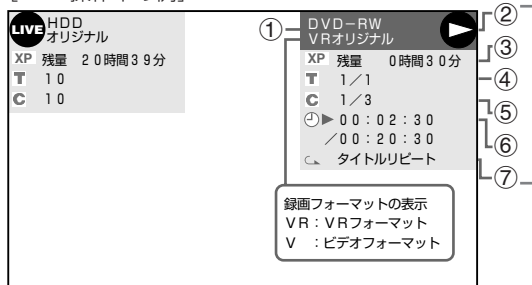 LIVE HDD
オリジナル
XP 残量 20時間39分
T 10
C 10
① DVD-RW
VRオリジナル
XP 残量 0時間30分
T 1/1
C 1/3
00:02:30
/00:20:30
タイトルリピート
②
③
④
⑤
⑥
⑦
録画フォーマットの表示
VR:VRフォーマット
V :ビデオフォーマット